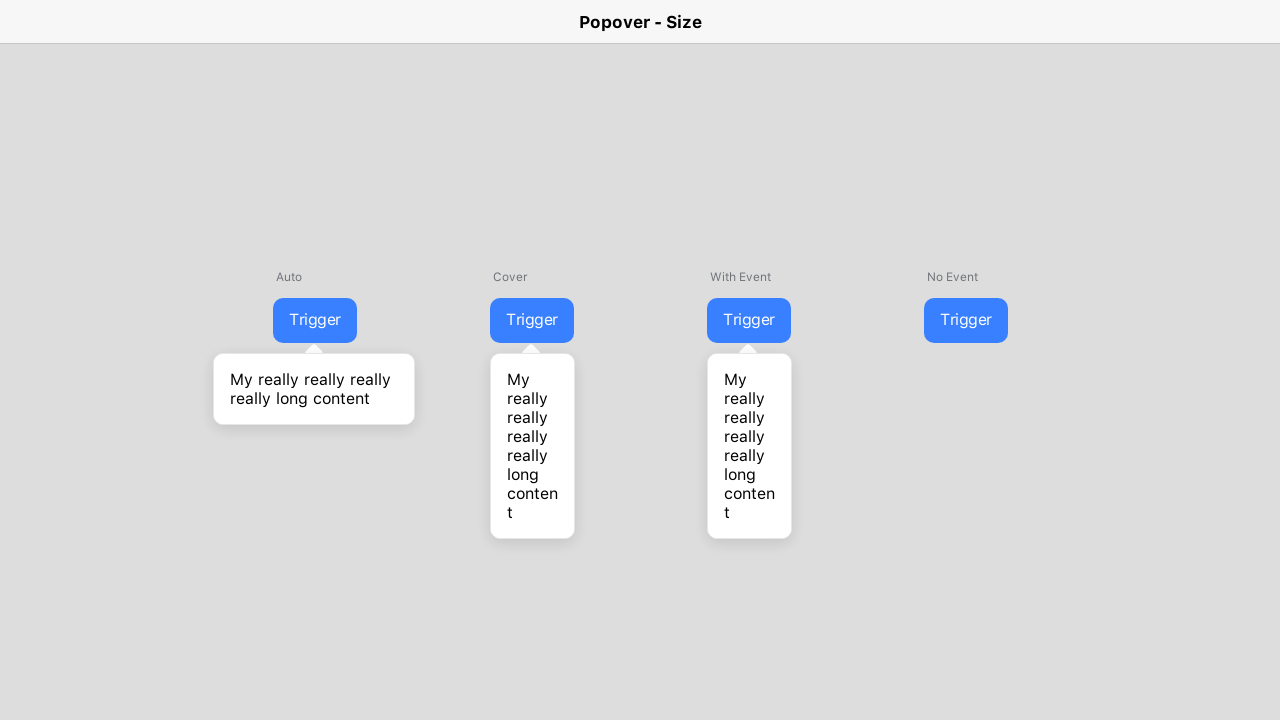 Popover - Size
Auto
Cover
With Event
No Event
Trigger
Trigger
Trigger
Trigger
My really really really
really long content
My
really
really
really
really
long
conten
t
My
really
really
really
really
long
conten
t